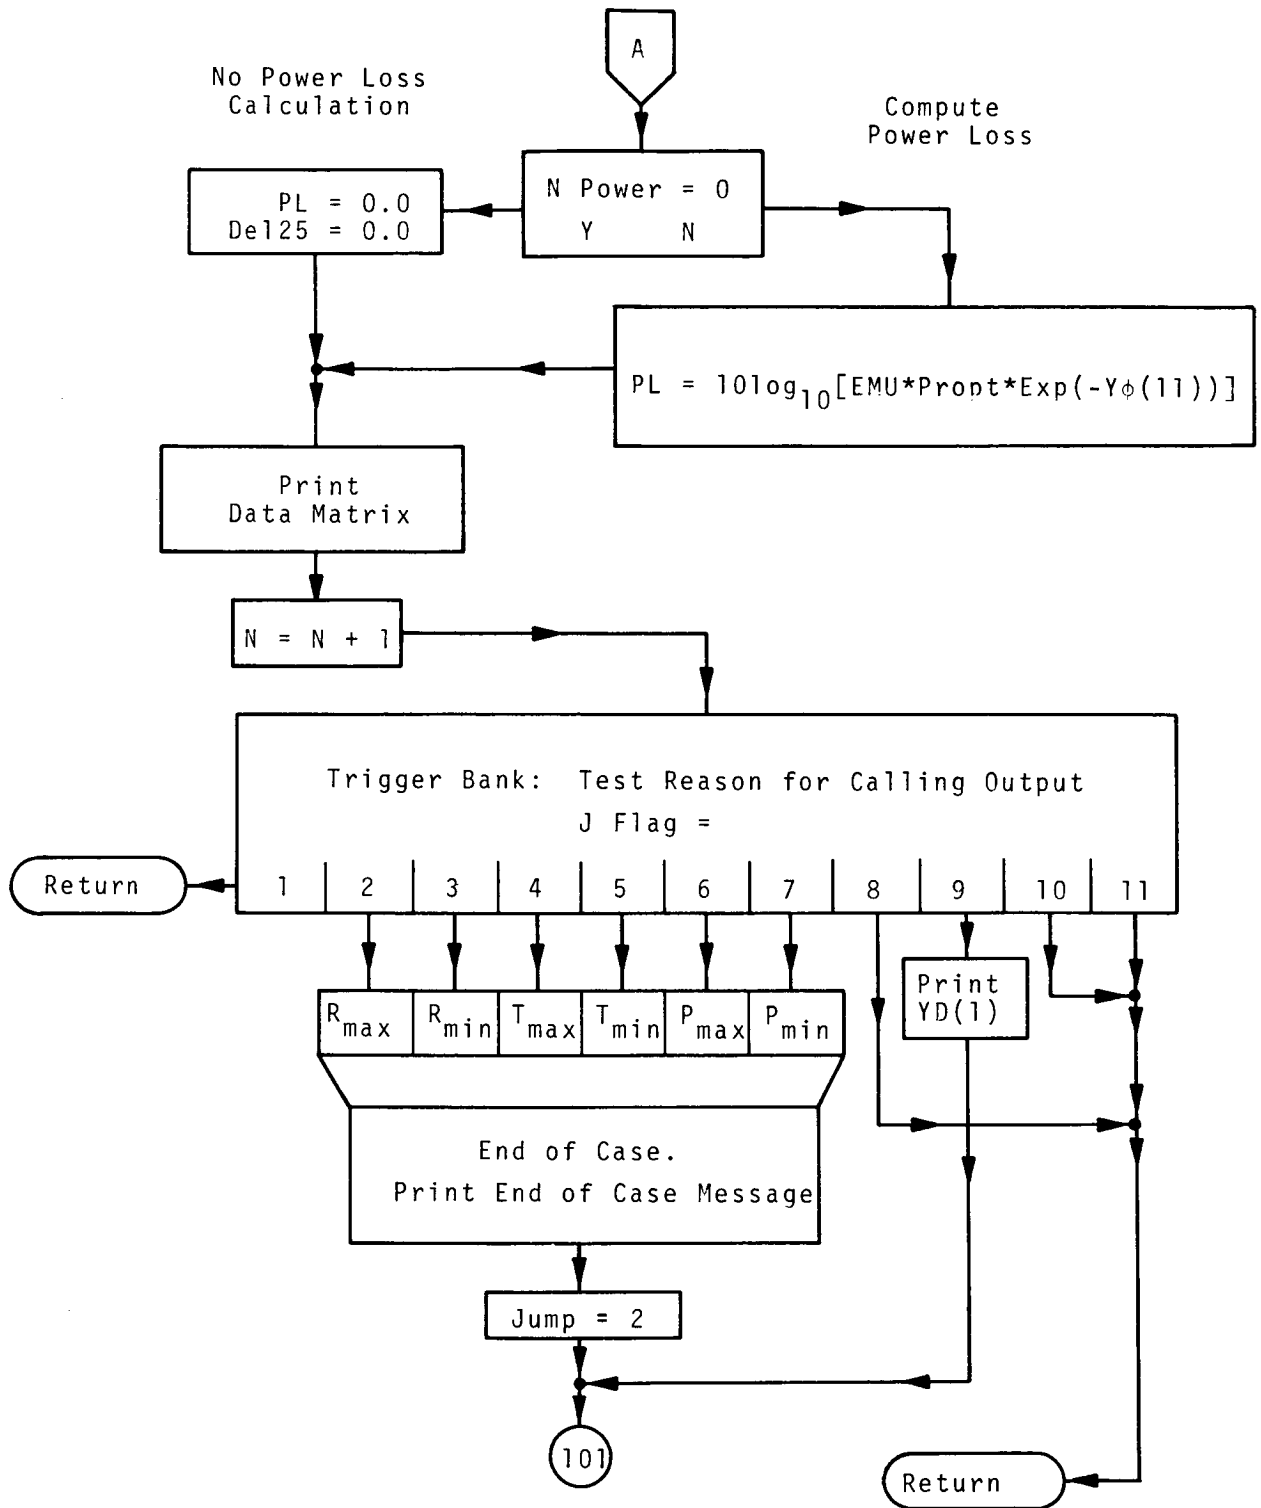 A
No Power Loss
Calculation
Compute
Power Loss
N Power = 0
Y N
PL = 0.0
Del25 = 0.0
PL = 10log10[EMU*Propt*Exp(-Yϕ(11))]
Print
Data Matrix
N = N + 1
Trigger Bank: Test Reason for Calling Output
J Flag =
Return
1 2 3 4 5 6 7 8 9 10 11
Print
YD(1)
Rmax Rmin Tmax Tmin Pmax Pmin
End of Case.
Print End of Case Message
Jump = 2
101
Return